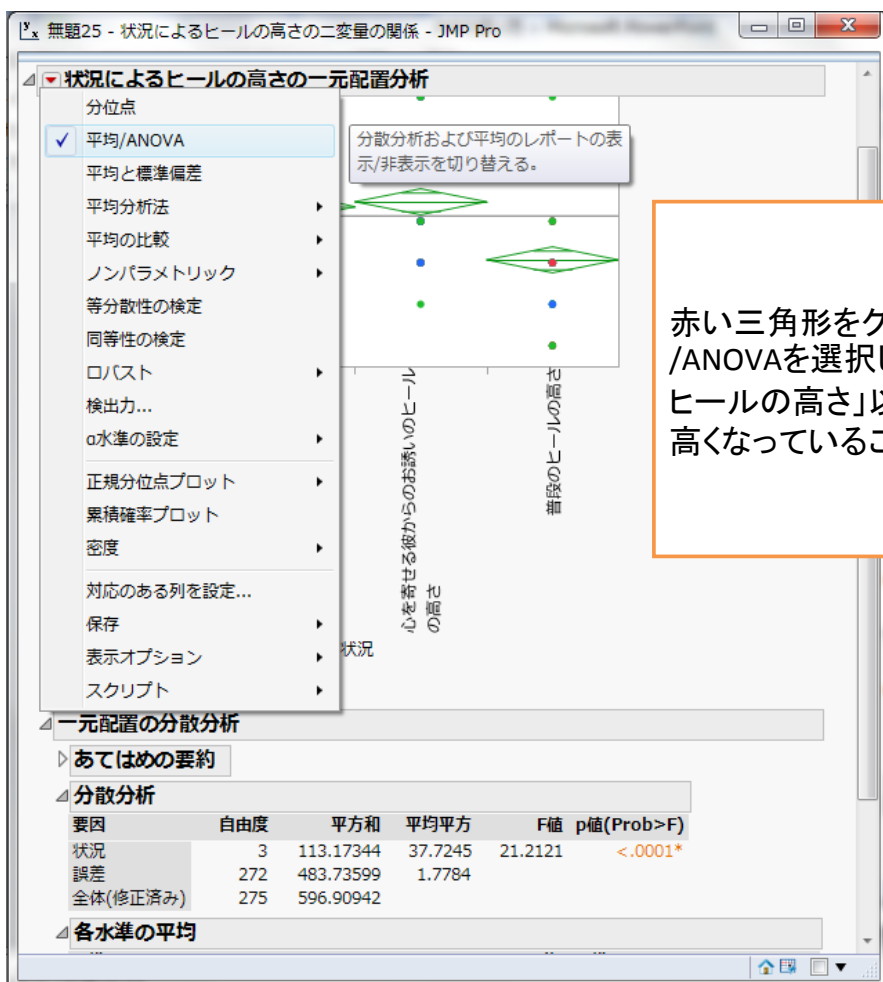 無題25 - 状況によるヒールの高さの二変量の関係 - JMP Pro
状況によるヒールの高さの一元配置分析
分位点
平均/ANOVA
平均と標準偏差
平均分析法
平均の比較
ノンパラメトリック
等分散性の検定
同等性の検定
ロバスト
検出力...
α水準の設定
正規分位点プロット
累積確率プロット
密度
対応のある列を設定...
保存
表示オプション
スクリプト
分散分析および平均のレポートの表
示/非表示を切り替える。
心を寄せる彼からのお誘いのヒール
の高さ
普段のヒールの高さ
状況
赤い三角形をク
/ANOVAを選択し
ヒールの高さ」以
高くなっているこ
一元配置の分散分析
あてはめの要約
分散分析
要因 自由度 平方和 平均平方 F値 p値(Prob>F)
状況 3 113.17344 37.7245 21.2121 <.0001*
誤差 272 483.73599 1.7784
全体(修正済み) 275 596.90942
各水準の平均